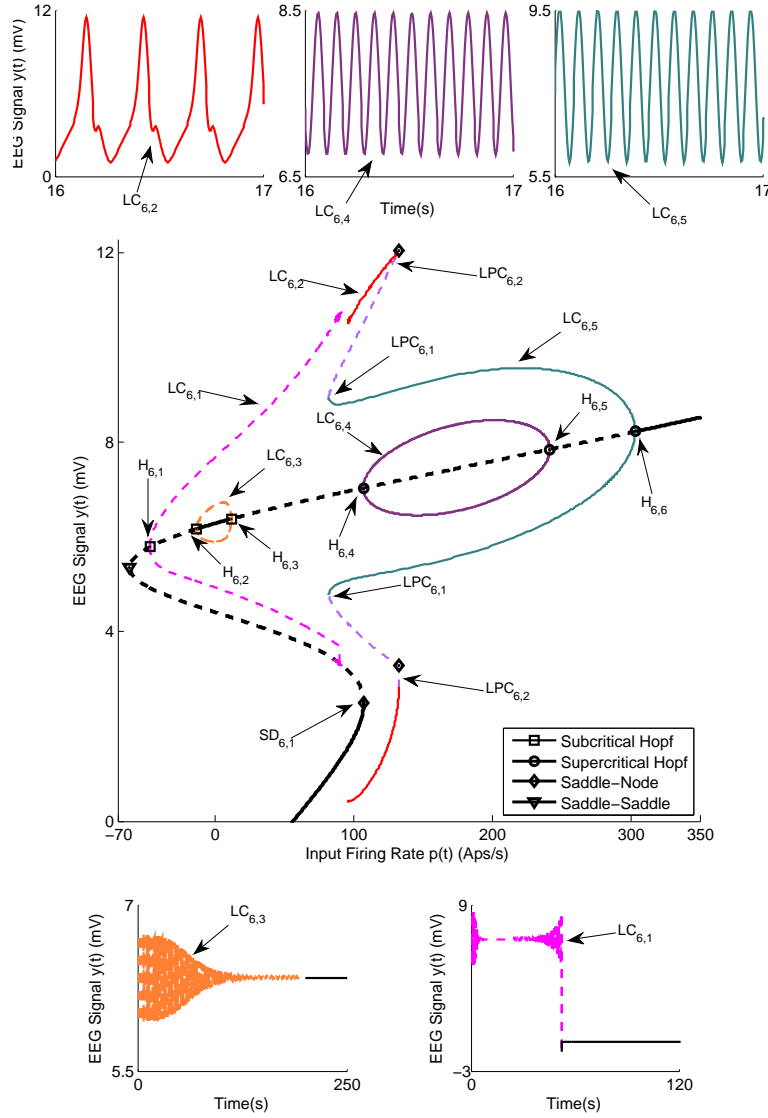 12
8.5
9.5
EEG Signal y(t) (mV)
0
6.5
5.5
16
17
16
17
16
17
Time(s)
LC6,2
LC6,4
LC6,5
12
8
4
0
EEG Signal y(t) (mV)
LC6,2
LPC6,2
LC6,5
LPC6,1
LC6,1
LC6,4
H6,5
LC6,3
H6,1
H6,6
H6,4
H6,3
H6,2
LPC6,1
LPC6,2
SD6,1
Subcritical Hopf
Supercritical Hopf
Saddle−Node
Saddle−Saddle
−70
0
100
200
300
350
Input Firing Rate p(t) (Aps/s)
7
5.5
EEG Signal y(t) (mV)
LC6,3
0
250
Time(s)
9
−3
EEG Signal y(t) (mV)
LC6,1
0
120
Time(s)